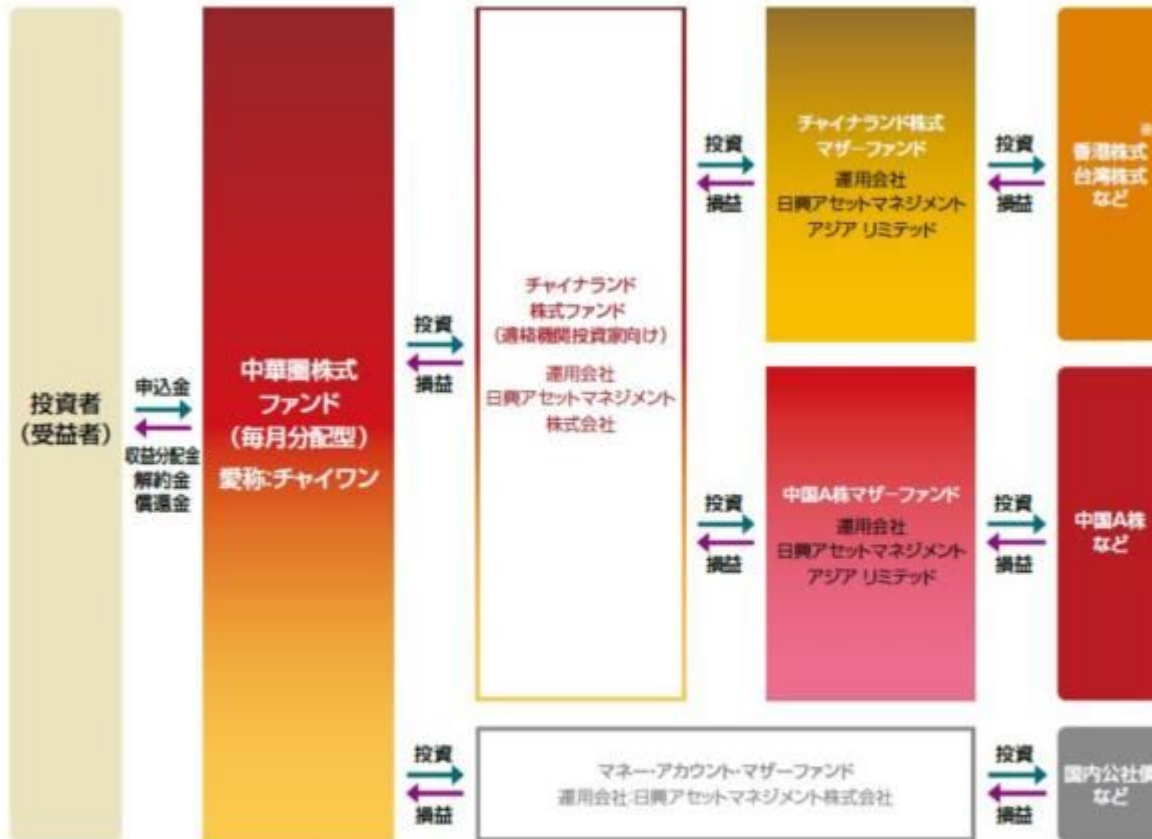 投資者
(受益者)
申込金
収益分配金
解約金
償還金
中華圏株式
ファンド
(毎月分配型)
愛称:チャイワン
投資
損益
チャイナランド
株式ファンド
(適格機関投資家向け)
運用会社
日興アセットマネジメント
株式会社
投資
損益
チャイナランド株式
マザーファンド
運用会社
日興アセットマネジメント
アジア リミテッド
投資
損益
※
香港株式
台湾株式
など
投資
損益
中国A株マザーファンド
運用会社
日興アセットマネジメント
アジア リミテッド
投資
損益
中国A株
など
投資
損益
マネー・アカウント・マザーファンド
運用会社:日興アセットマネジメント株式会社
投資
損益
国内公社債
など